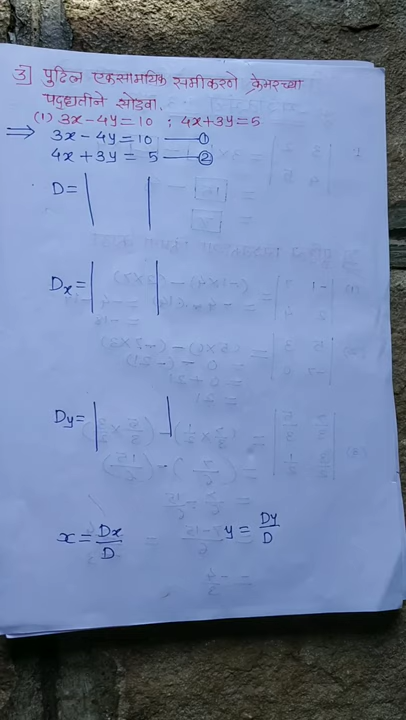 3] पुढिल एकसामयिक समीकरणे क्रेमरच्या
पद्धतीने सोडवा.
(1) 3x-4y=10 ; 4x+3y=5
⇒ 3x-4y=10 —①
4x+3y= 5 —②
D= | |
Dx= | |
Dy= | |
x = Dx/D y = Dy/D